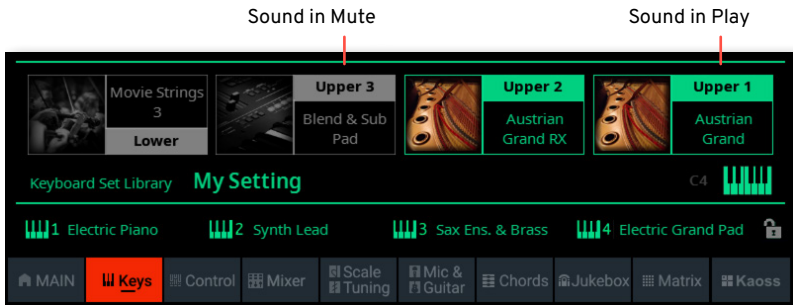 Sound in Mute
Sound in Play
Movie Strings
3
Lower
Upper 3
Blend & Sub
Pad
Upper 2
Austrian
Grand RX
Upper 1
Austrian
Grand
Keyboard Set Library My Setting
C4
1 Electric Piano
2 Synth Lead
3 Sax Ens. & Brass
4 Electric Grand Pad
MAIN
Keys
Control
Mixer
Scale
Tuning
Mic &
Guitar
Chords
Jukebox
Matrix
Kaoss